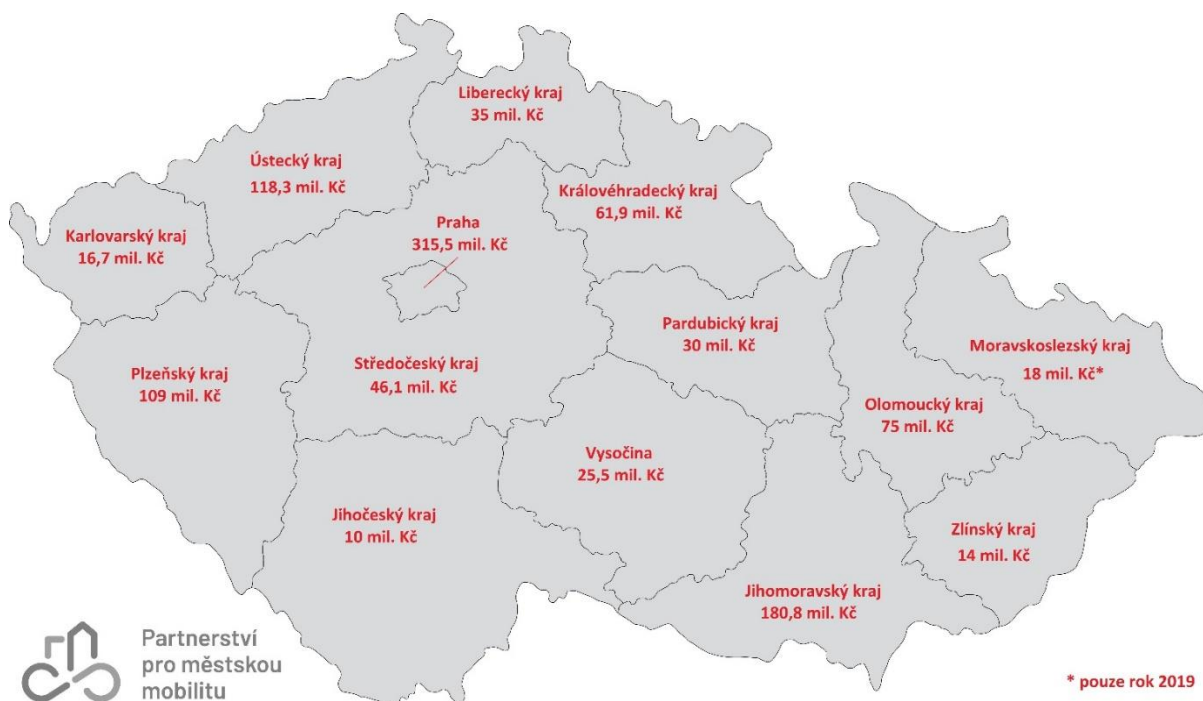 Liberecký kraj
35 mil. Kč
Ústecký kraj
118,3 mil. Kč
Královéhradecký kraj
61,9 mil. Kč
Praha
315,5 mil. Kč
Karlovarský kraj
16,7 mil. Kč
Pardubický kraj
30 mil. Kč
Moravskoslezský kraj
18 mil. Kč*
Středočeský kraj
46,1 mil. Kč
Plzeňský kraj
109 mil. Kč
Olomoucký kraj
75 mil. Kč
Vysočina
25,5 mil. Kč
Jihočeský kraj
10 mil. Kč
Zlínský kraj
14 mil. Kč
Jihomoravský kraj
180,8 mil. Kč
Partnerství
pro městskou
mobilitu
* pouze rok 2019